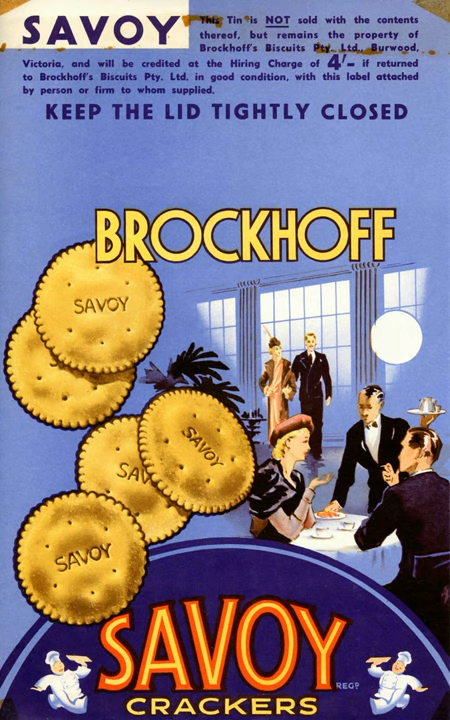 SAVOY
This Tin is NOT sold with the contents
thereof, but remains the property of
Brockhoff's Biscuits Pty. Ltd., Burwood,
Victoria, and will be credited at the Hiring Charge of 4/- if returned
to Brockhoff's Biscuits Pty. Ltd. in good condition, with this label attached
by person or firm to whom supplied.
KEEP THE LID TIGHTLY CLOSED
BROCKHOFF
SAVOY
SAVOY
SAV
SAVOY
SAVOY
REGD
CRACKERS